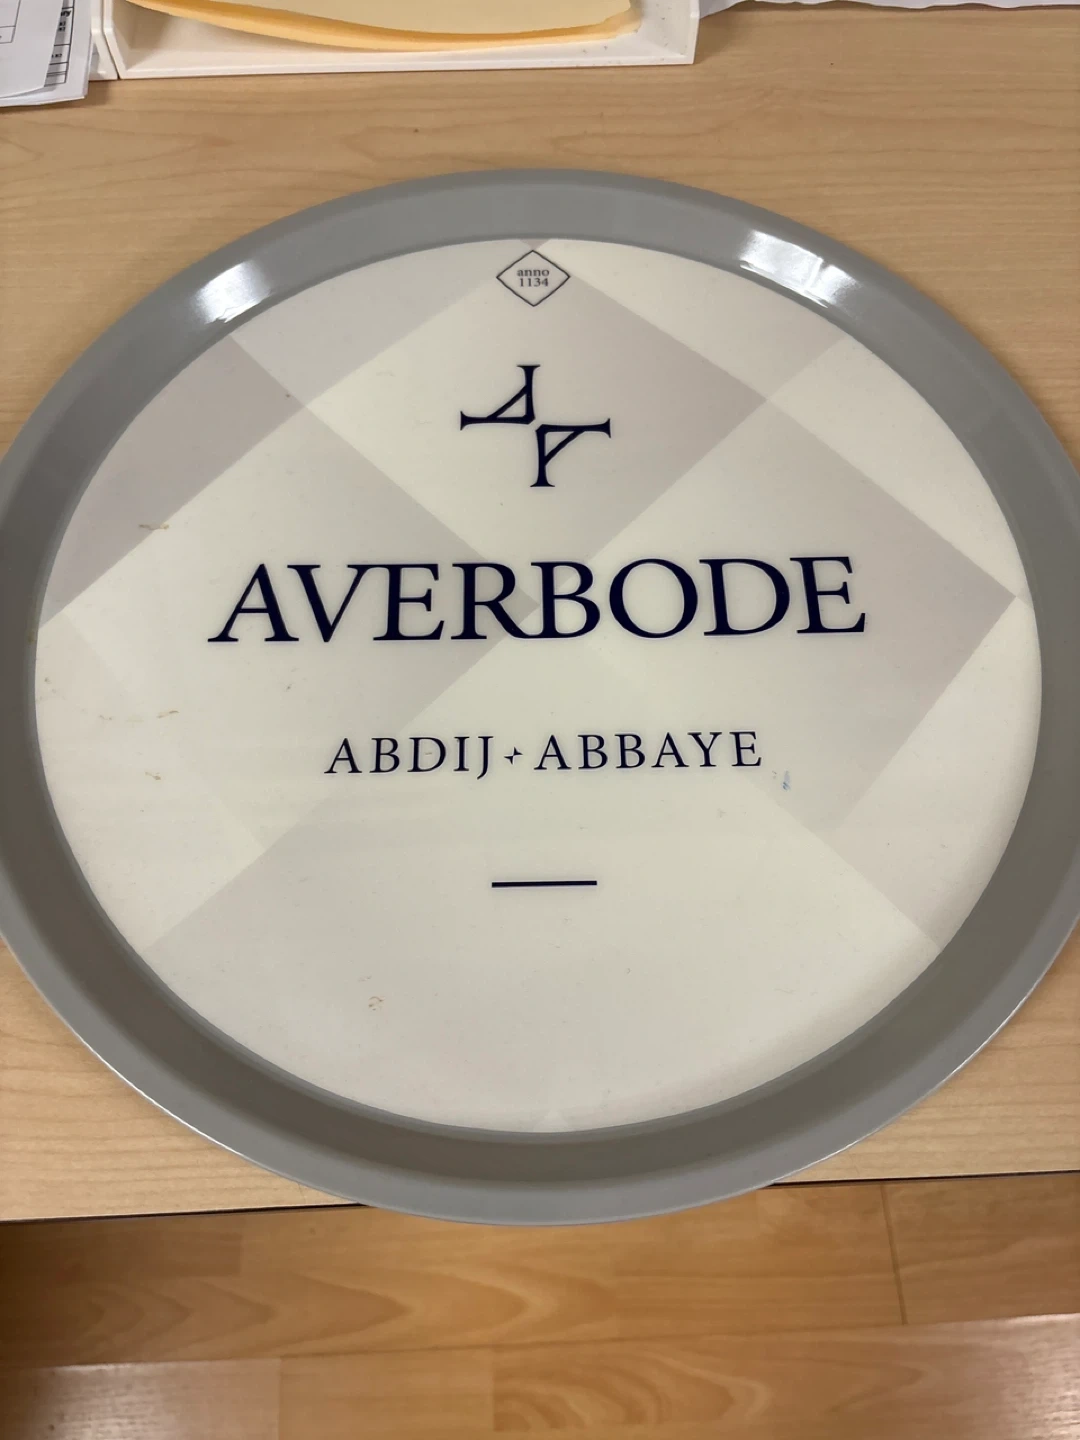 anno
1134
AVERBODE
ABDIJ ABBAYE